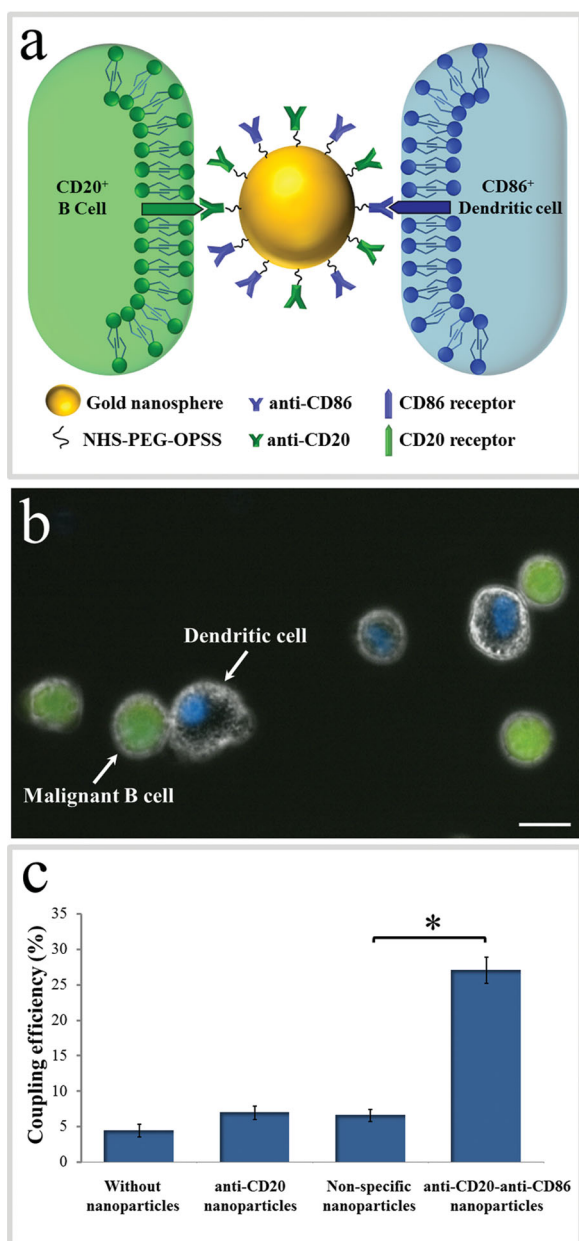 a
CD20⁺
B Cell
CD86⁺
Dendritic cell
Gold nanosphere
anti-CD86
CD86 receptor
NHS-PEG-OPSS
anti-CD20
CD20 receptor
b
Dendritic cell
Malignant B cell
c
*
Coupling efficiency (%)
35
30
25
20
15
10
5
0
Without
nanoparticles
anti-CD20
nanoparticles
Non-specific
nanoparticles
anti-CD20-anti-CD86
nanoparticles